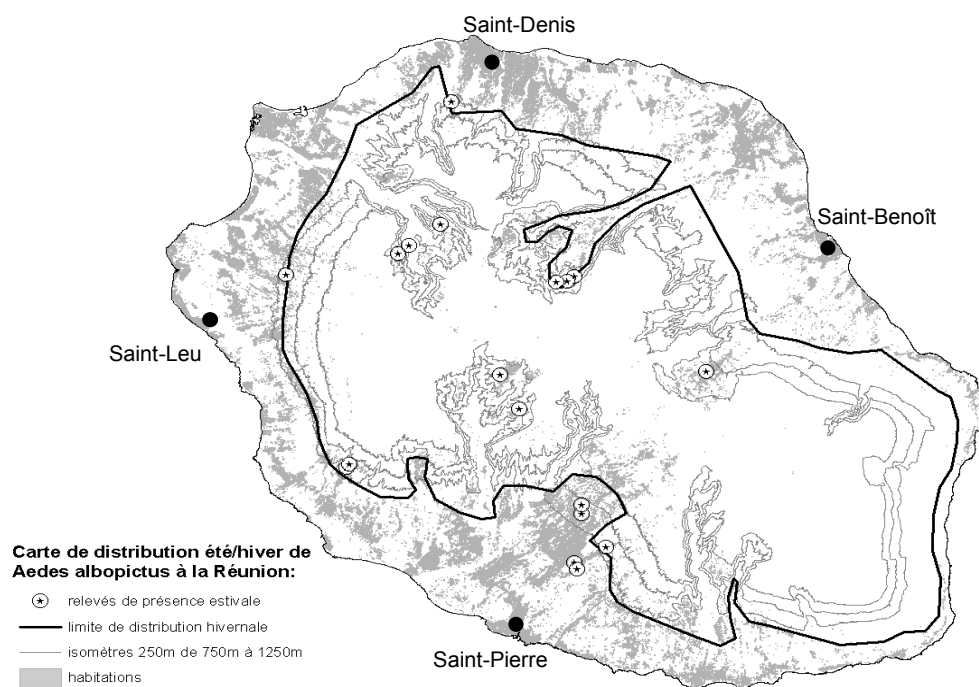 Saint-Denis
Saint-Benoît
Saint-Leu
Saint-Pierre
Carte de distribution été/hiver de
Aedes albopictus à la Réunion:
relevés de présence estivale
limite de distribution hivernale
isomètres 250m de 750m à 1250m
habitations